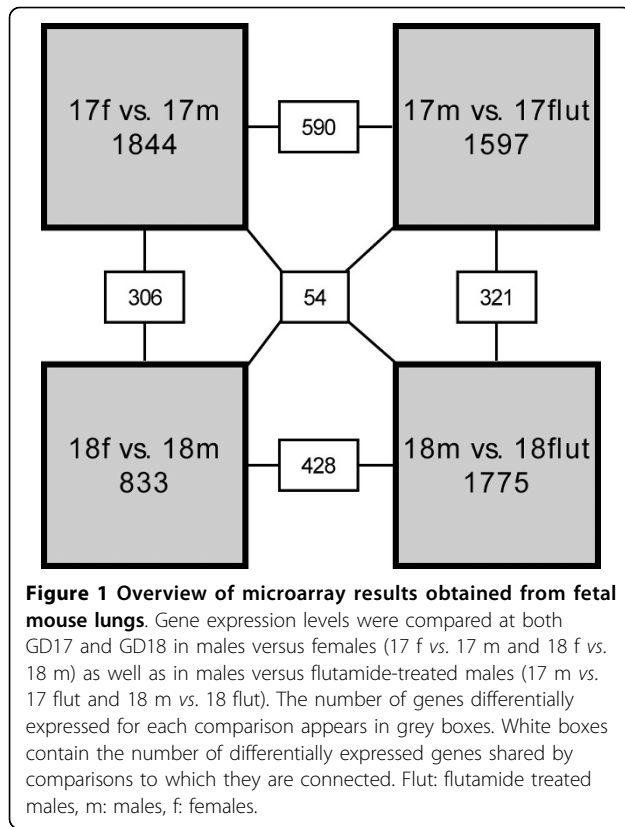 17f vs. 17m
1844
590
17m vs. 17flut
1597
306
54
321
18f vs. 18m
833
428
18m vs. 18flut
1775
Figure 1 Overview of microarray results obtained from fetal
mouse lungs. Gene expression levels were compared at both
GD17 and GD18 in males versus females (17 f vs. 17 m and 18 f vs.
18 m) as well as in males versus flutamide-treated males (17 m vs.
17 flut and 18 m vs. 18 flut). The number of genes differentially
expressed for each comparison appears in grey boxes. White boxes
contain the number of differentially expressed genes shared by
comparisons to which they are connected. Flut: flutamide treated
males, m: males, f: females.